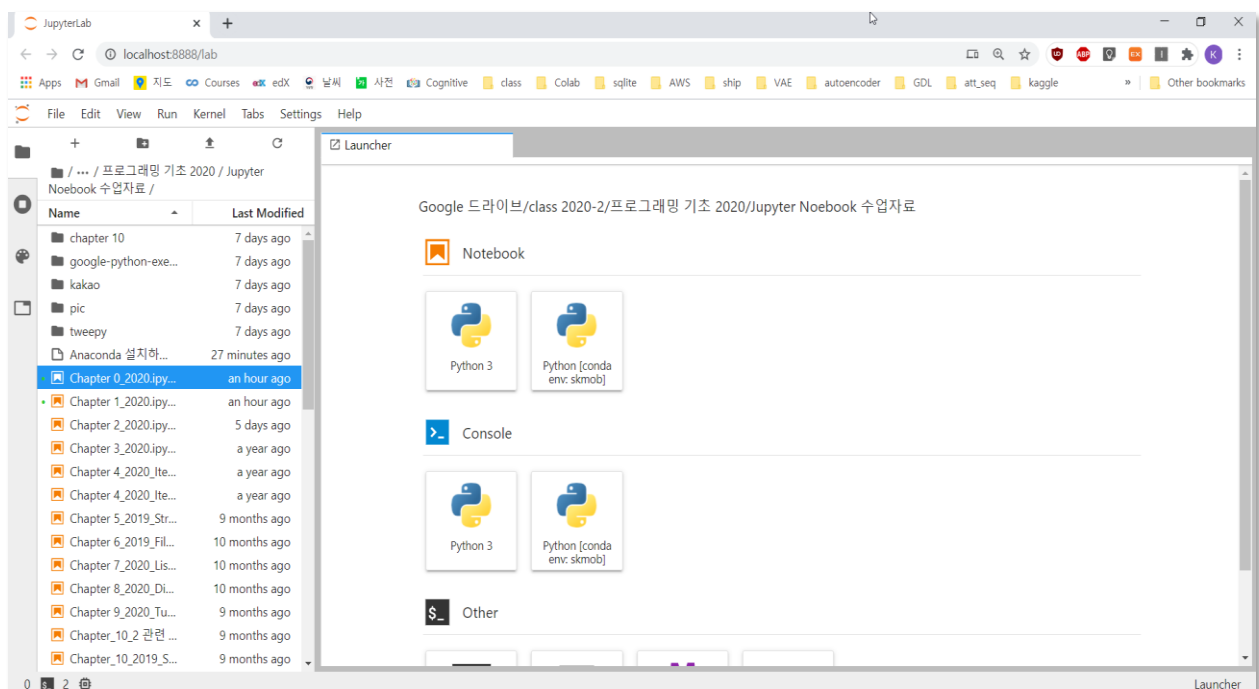 JupyterLab
localhost:8888/lab
Apps Gmail 지도 Courses edX 날씨 사전 Cognitive class Colab sqlite AWS ship VAE autoencoder GDL att_seq kaggle » Other bookmarks
File Edit View Run Kernel Tabs Settings Help
Launcher
/ ··· / 프로그래밍 기초 2020 / Jupyter
Noebook 수업자료 /
Name Last Modified
chapter 10 7 days ago
google-python-exe... 7 days ago
kakao 7 days ago
pic 7 days ago
tweepy 7 days ago
Anaconda 설치하... 27 minutes ago
Chapter 0_2020.ipy... an hour ago
Chapter 1_2020.ipy... an hour ago
Chapter 2_2020.ipy... 5 days ago
Chapter 3_2020.ipy... a year ago
Chapter 4_2020_Ite... a year ago
Chapter 4_2020_Ite... a year ago
Chapter 5_2019_Str... 9 months ago
Chapter 6_2019_Fil... 10 months ago
Chapter 7_2020_Lis... 10 months ago
Chapter 8_2020_Di... 10 months ago
Chapter 9_2020_Tu... 9 months ago
Chapter_10_2 관련 ... 9 months ago
Chapter_10_2019_S... 9 months ago
Google 드라이브/class 2020-2/프로그래밍 기초 2020/Jupyter Noebook 수업자료
Notebook
Python 3
Python [conda
env: skmob]
Console
Python 3
Python [conda
env: skmob]
$_ Other
0 $_ 2
Launcher